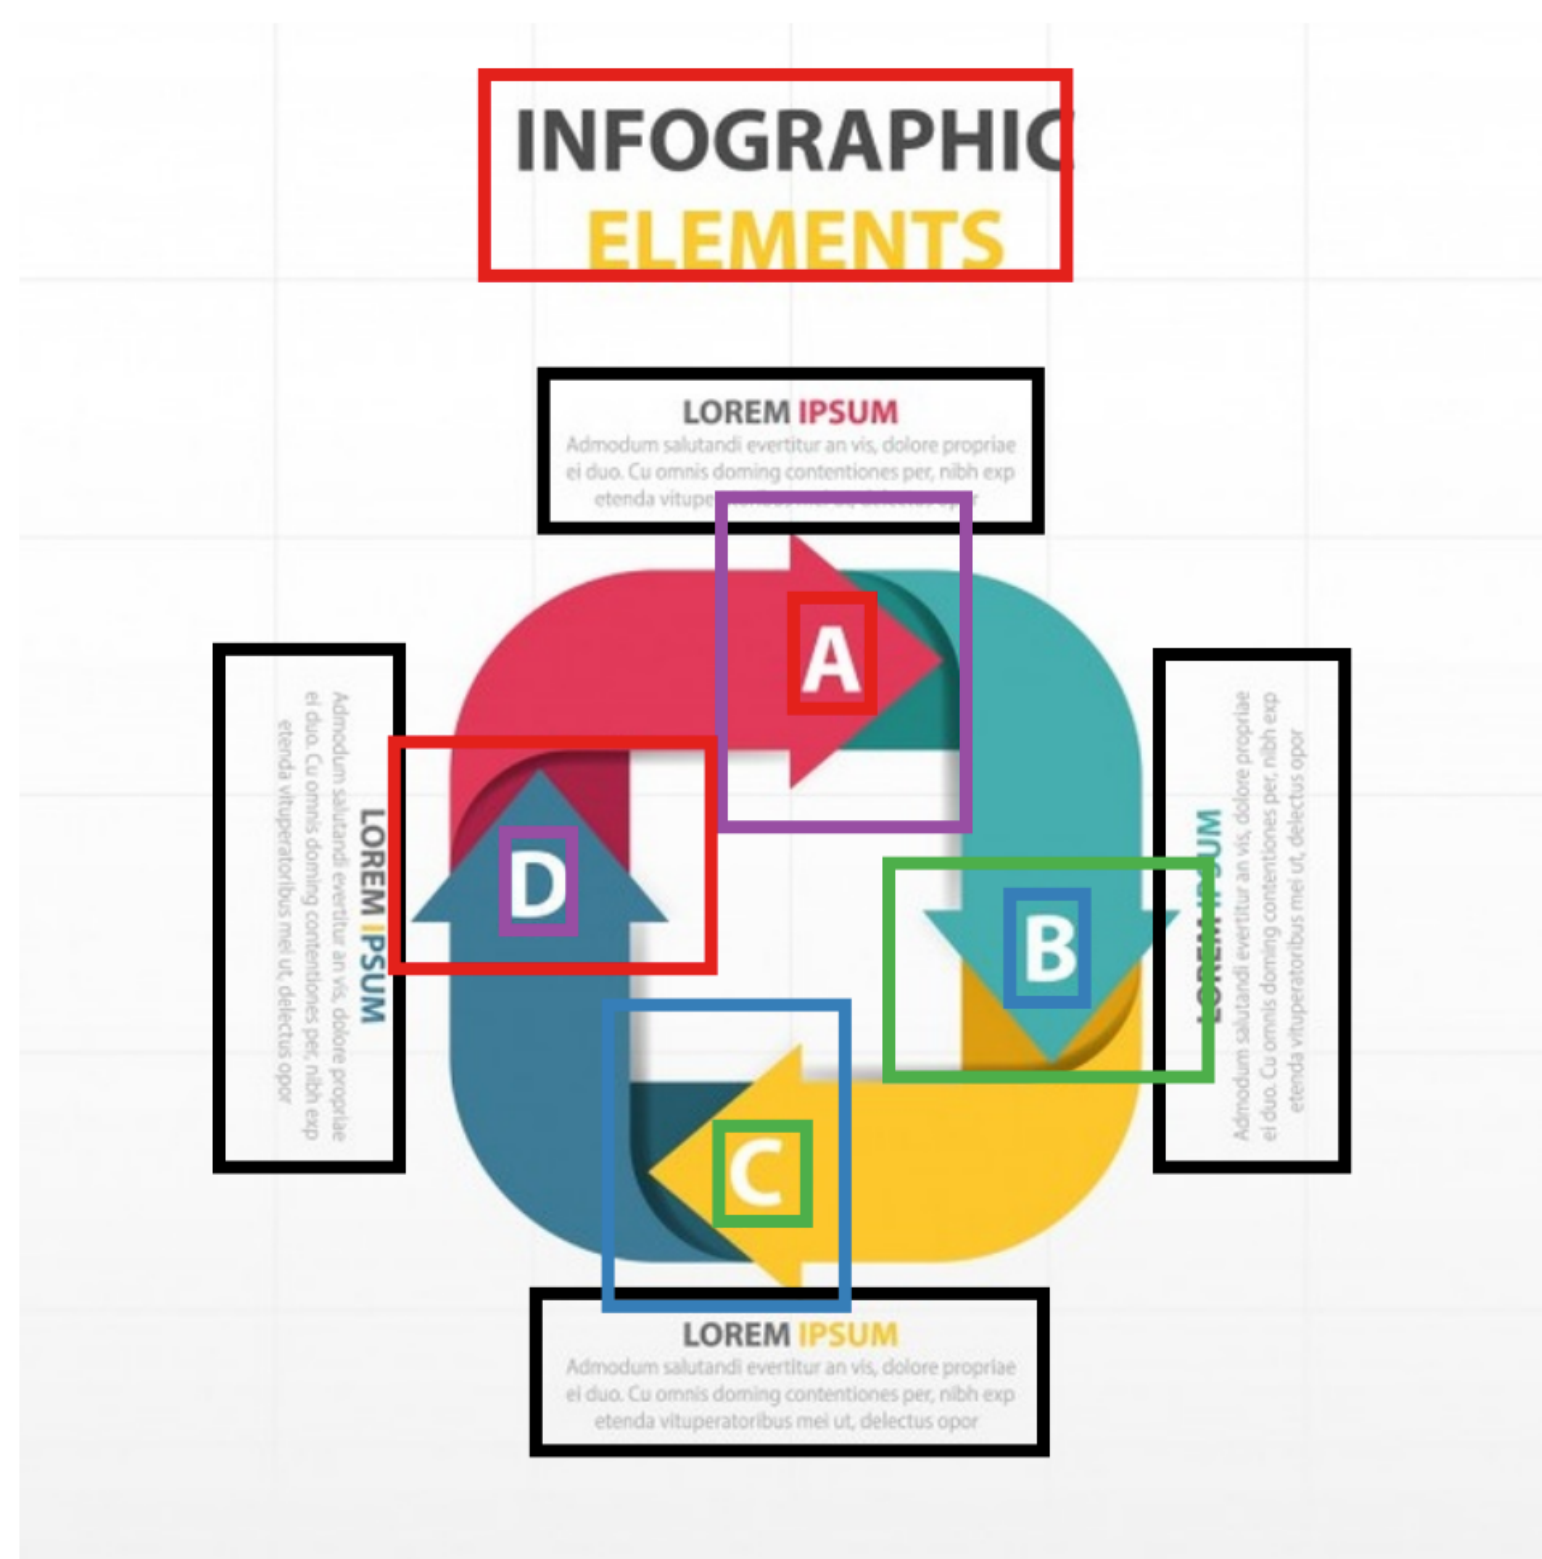 INFOGRAPHIC
ELEMENTS
LOREM IPSUM
Admodum salutandi evertitur an vis, dolore propriae
ei duo. Cu omnis doming contentiones per, nibh exp
etenda
A
LOREM IPSUM
Admodum salutandi evertitur an vis, dolore propriae
ei duo. Cu omnis doming contentiones per, nibh exp
etenda vituperatoribus mei ut, delectus opor
B
LOREM IPSUM
Admodum salutandi evertitur an vis, dolore propriae
ei duo. Cu omnis doming contentiones per, nibh exp
etenda vituperatoribus mei ut, delectus opor
C
LOREM IPSUM
Admodum salutandi evertitur an vis, dolore propriae
ei duo. Cu omnis doming contentiones per, nibh exp
etenda vituperatoribus mei ut, delectus opor
D